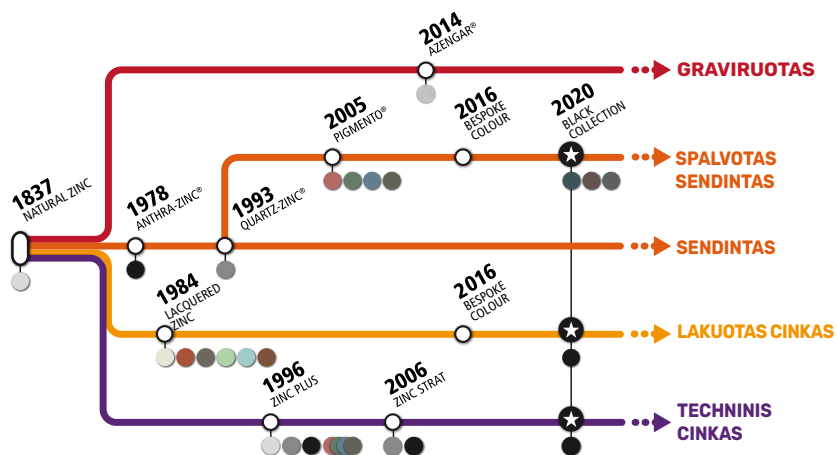 2014
AZENGAR®
GRAVIRUOTAS
2005
PIGMENTO®
2016
BESPOKE
COLOUR
2020
BLACK
COLLECTION
SPALVOTAS
SENDINTAS
1837
NATURAL ZINC
1978
ANTHRA-ZINC®
1993
QUARTZ-ZINC®
SENDINTAS
1984
LACQUERED
ZINC
2016
BESPOKE
COLOUR
LAKUOTAS CINKAS
1996
ZINC PLUS
2006
ZINC STRAT
TECHNINIS
CINKAS